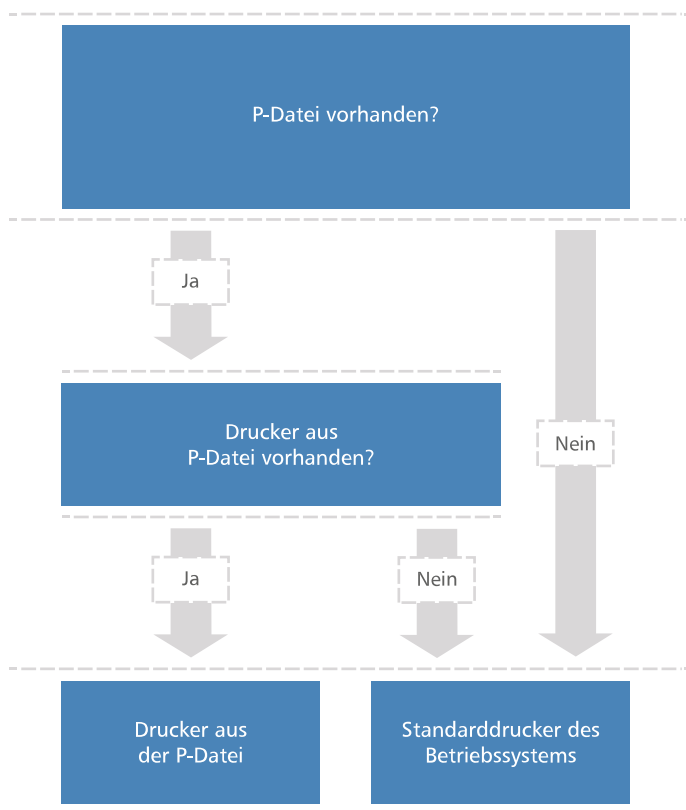 P-Datei vorhanden?
Ja
Drucker aus
P-Datei vorhanden?
Nein
Ja
Nein
Drucker aus
der P-Datei
Standarddrucker des
Betriebssystems